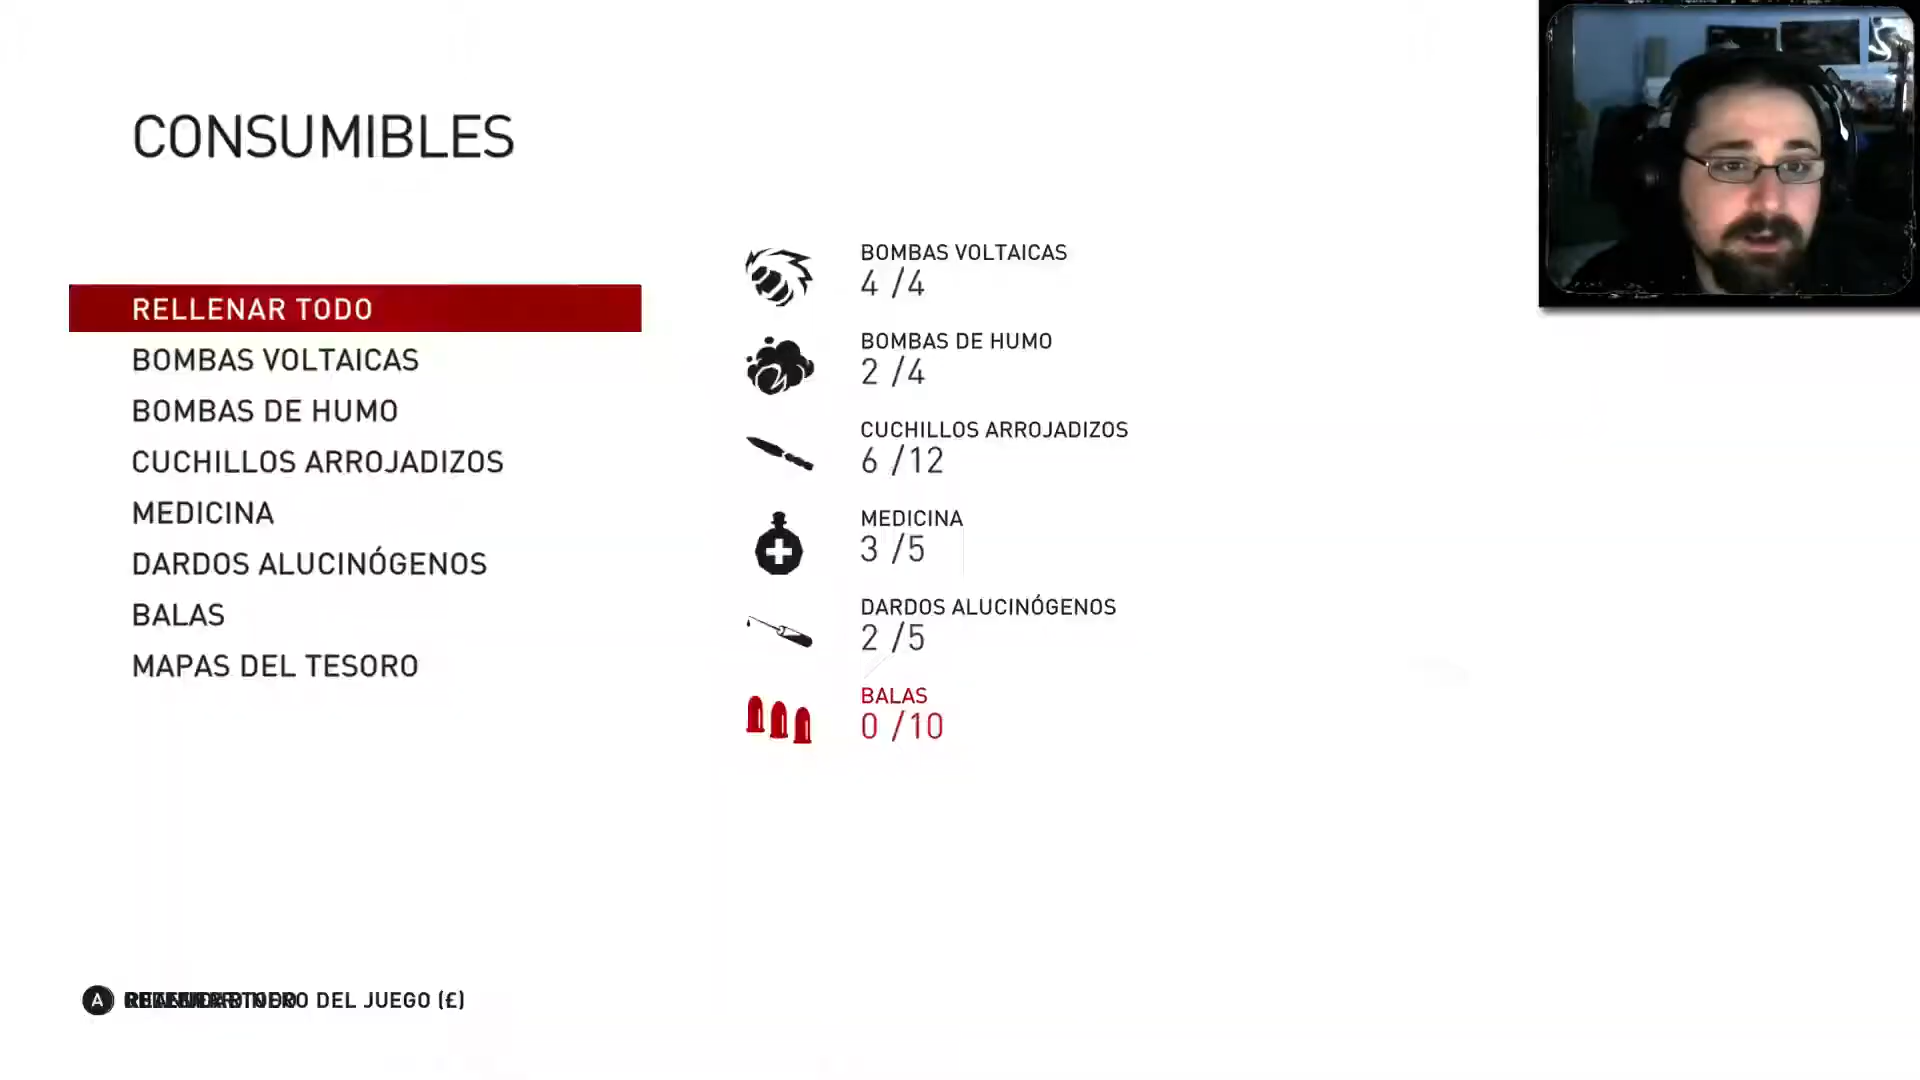 CONSUMIBLES
RELLENAR TODO
BOMBAS VOLTAICAS
BOMBAS DE HUMO
CUCHILLOS ARROJADIZOS
MEDICINA
DARDOS ALUCINÓGENOS
BALAS
MAPAS DEL TESORO
BOMBAS VOLTAICAS
4 /4
BOMBAS DE HUMO
2 /4
CUCHILLOS ARROJADIZOS
6 /12
MEDICINA
3 /5
DARDOS ALUCINÓGENOS
2 /5
BALAS
0 /10
A DEL JUEGO (£)